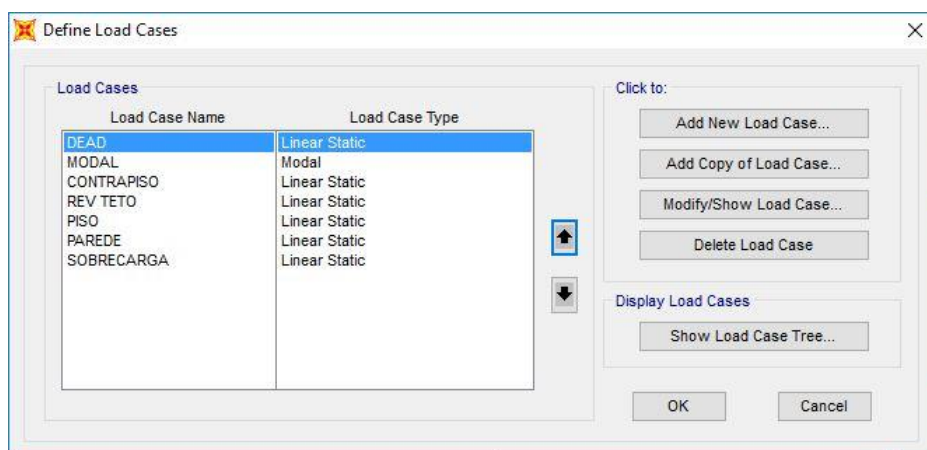 Define Load Cases
Load Cases
Load Case Name Load Case Type
DEAD Linear Static
MODAL Modal
CONTRAPISO Linear Static
REV TETO Linear Static
PISO Linear Static
PAREDE Linear Static
SOBRECARGA Linear Static
Click to:
Add New Load Case...
Add Copy of Load Case...
Modify/Show Load Case...
Delete Load Case
Display Load Cases
Show Load Case Tree...
OK Cancel